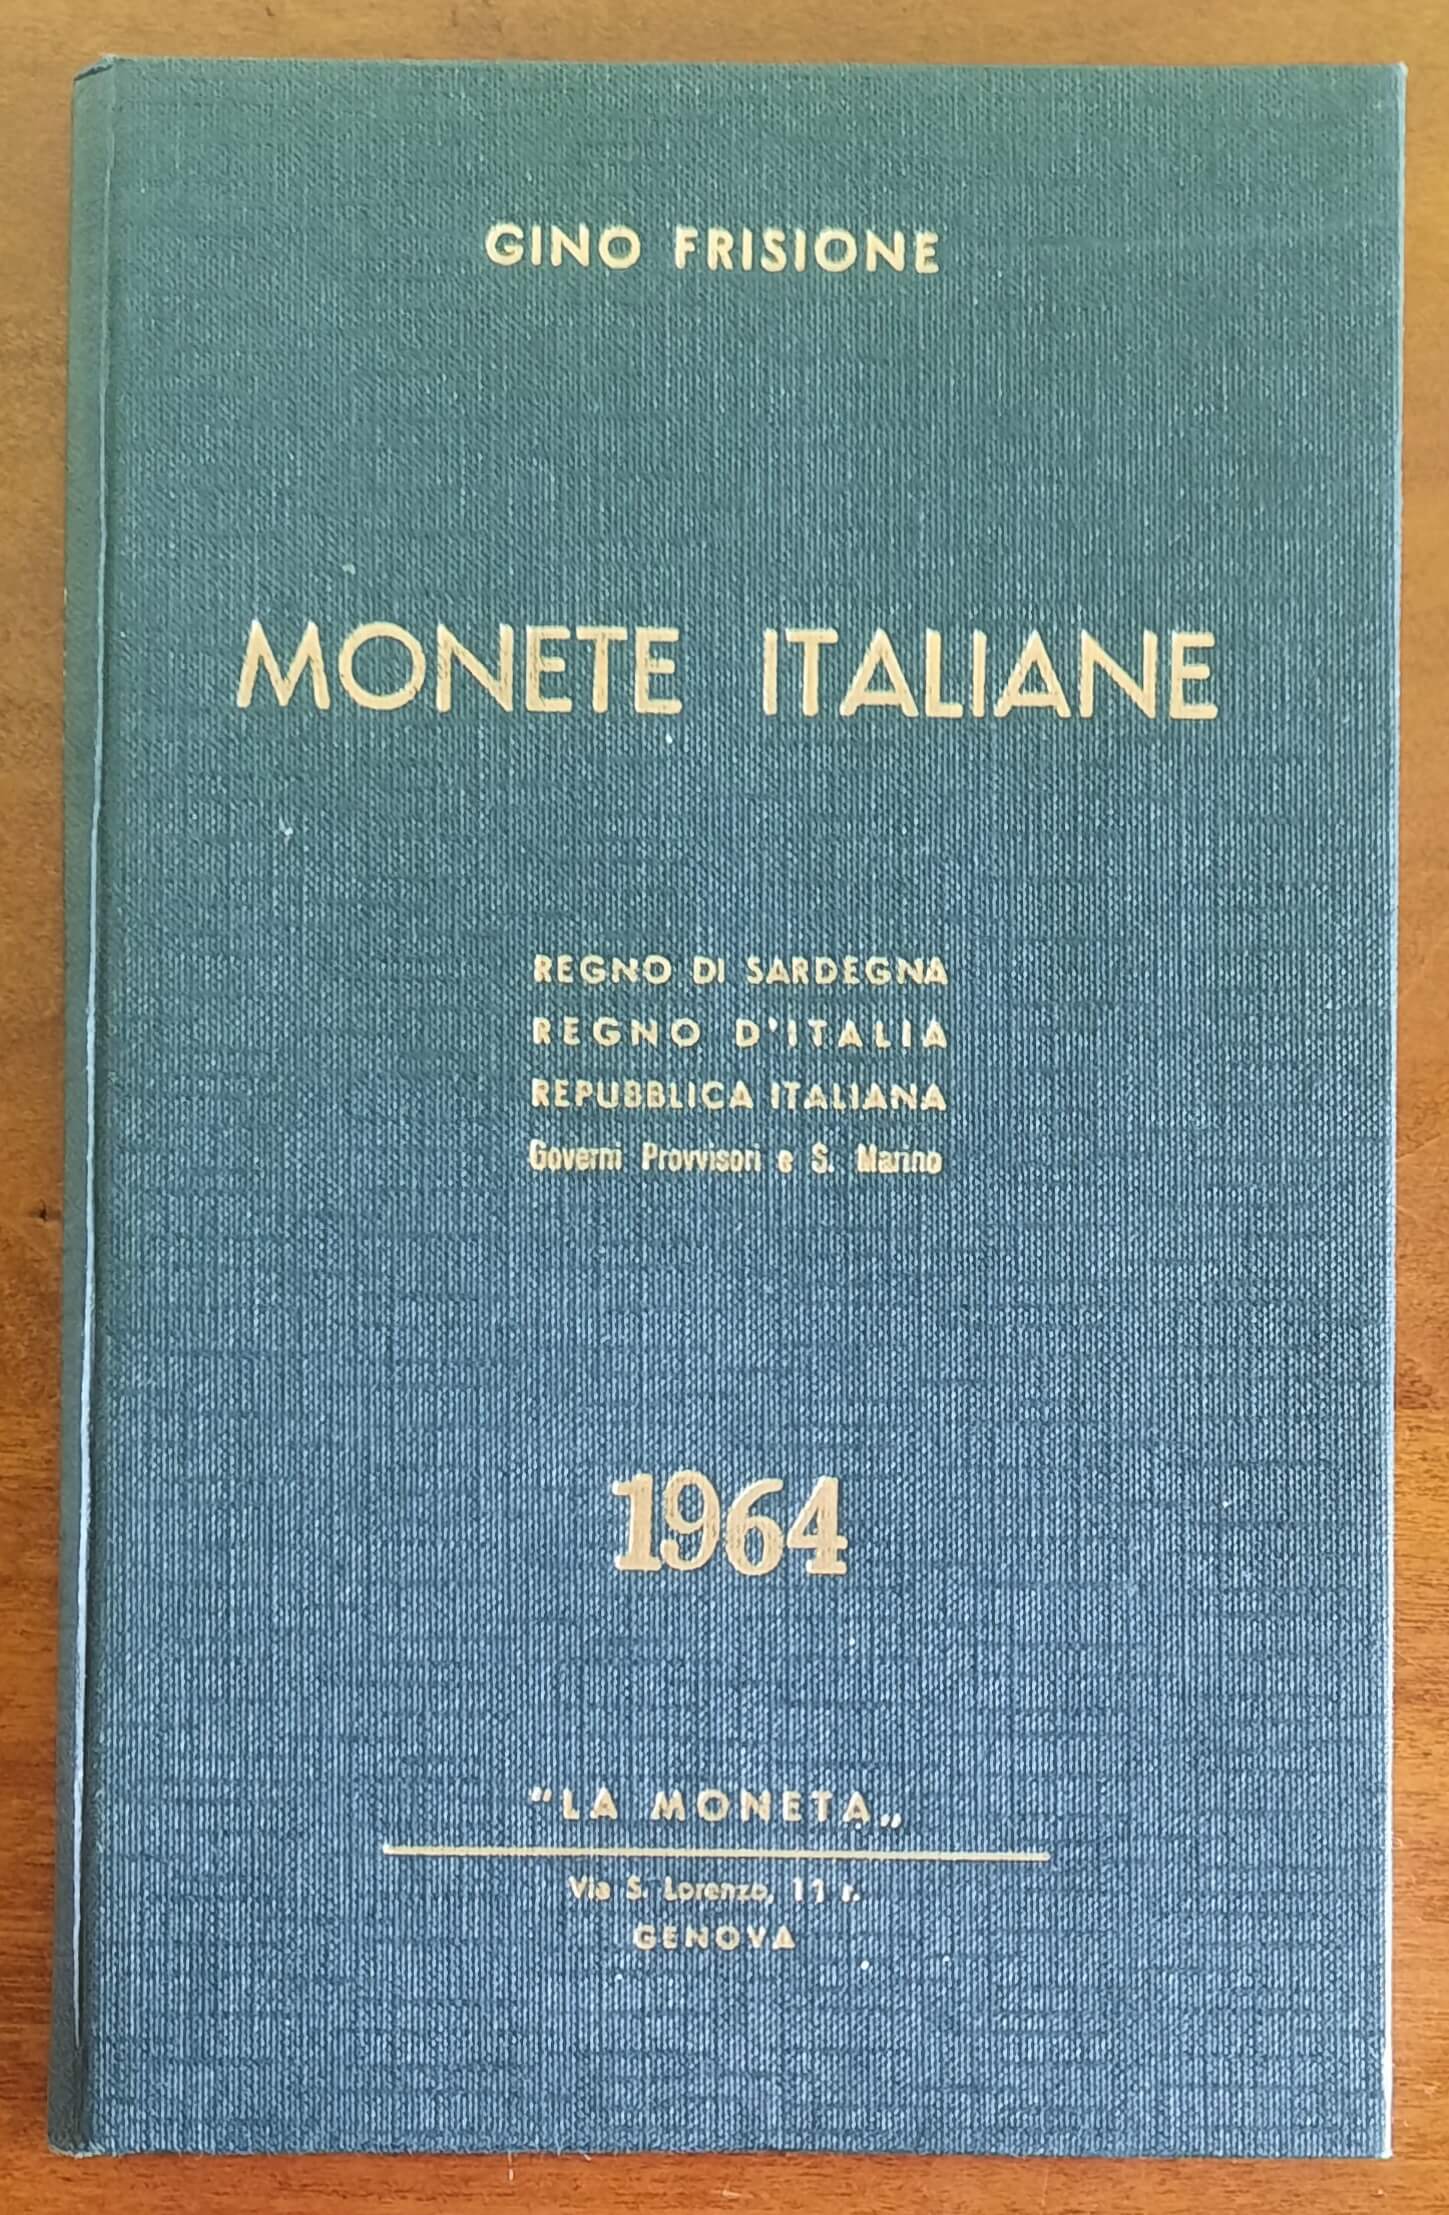 GINO FRISIONE
MONETE ITALIANE
REGNO DI SARDEGNA
REGNO D'ITALIA
REPUBBLICA ITALIANA
Governi Provvisori e S. Marino
1964
"LA MONETA„
Via S. Lorenzo, 11 r.
GENOVA